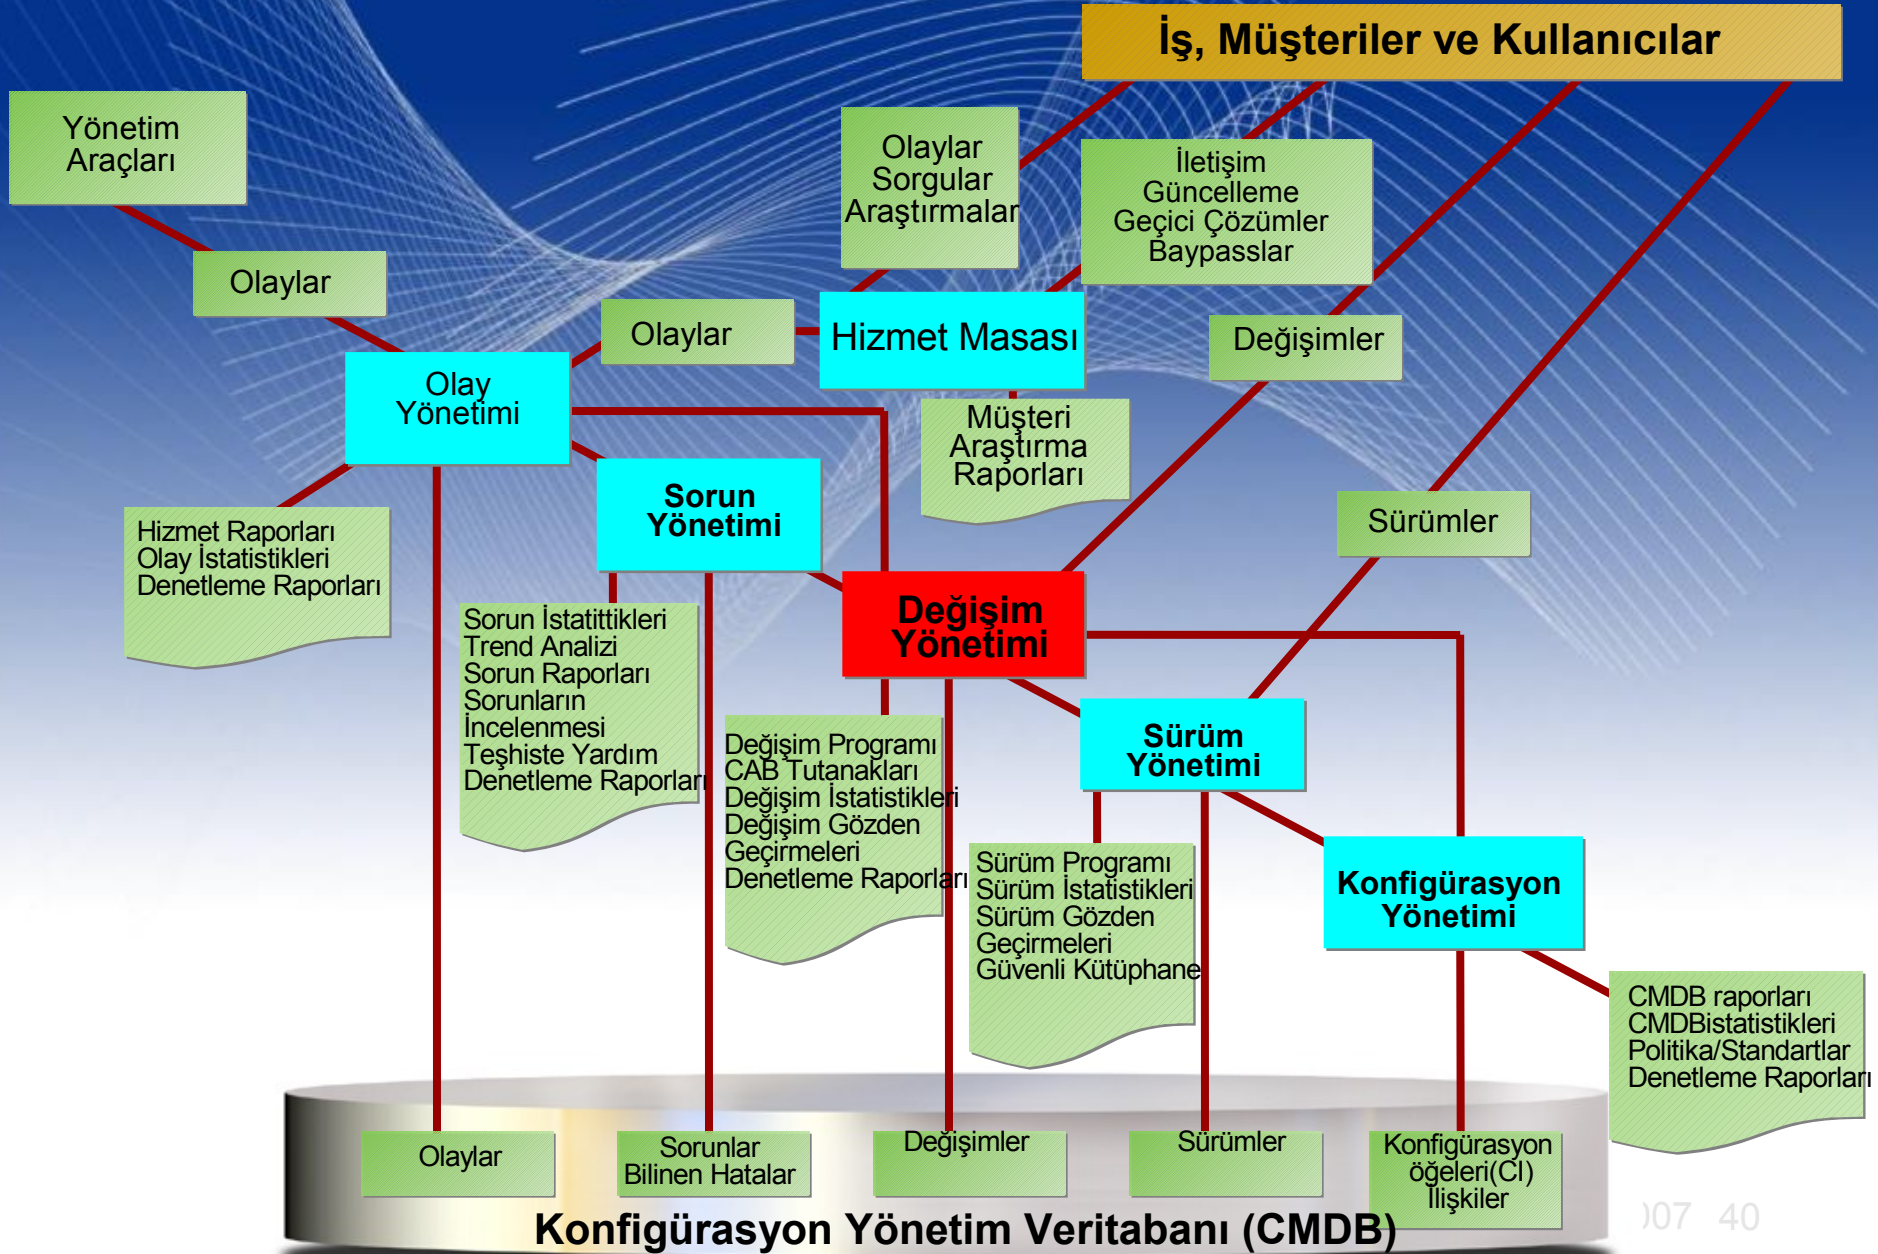 İş, Müşteriler ve Kullanıcılar
Yönetim
Araçları
Olaylar
Sorgular
Araştırmalar
İletişim
Güncelleme
Geçici Çözümler
Baypasslar
Olaylar
Olaylar
Hizmet Masası
Değişimler
Olay
Yönetimi
Müşteri
Araştırma
Raporları
Sorun
Yönetimi
Sürümler
Hizmet Raporları
Olay İstatistikleri
Denetleme Raporları
Sorun İstatittikleri
Trend Analizi
Sorun Raporları
Sorunların
İncelenmesi
Teşhiste Yardım
Denetleme Raporları
Değişim
Yönetimi
Değişim Programı
CAB Tutanakları
Değişim İstatistikleri
Değişim Gözden
Geçirmeleri
Denetleme Raporları
Sürüm
Yönetimi
Sürüm Programı
Sürüm İstatistikleri
Sürüm Gözden
Geçirmeleri
Güvenli Kütüphane
Konfigürasyon
Yönetimi
CMDB raporları
CMDBistatistikleri
Politika/Standartlar
Denetleme Raporları
Olaylar
Sorunlar
Bilinen Hatalar
Değişimler
Sürümler
Konfigürasyon
öğeleri(CI)
İlişkiler
Konfigürasyon Yönetim Veritabanı (CMDB)
40